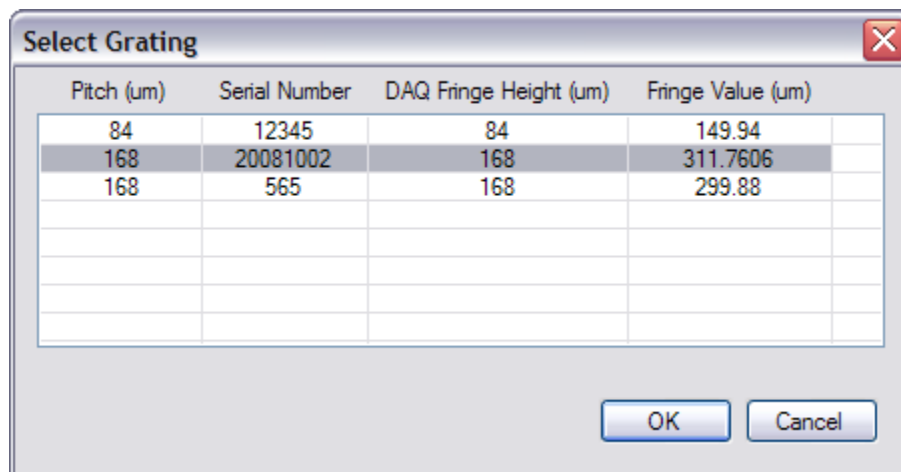 Select Grating
Pitch (um) Serial Number DAQ Fringe Height (um) Fringe Value (um)
84 12345 84 149.94
168 20081002 168 311.7606
168 565 168 299.88
OK Cancel